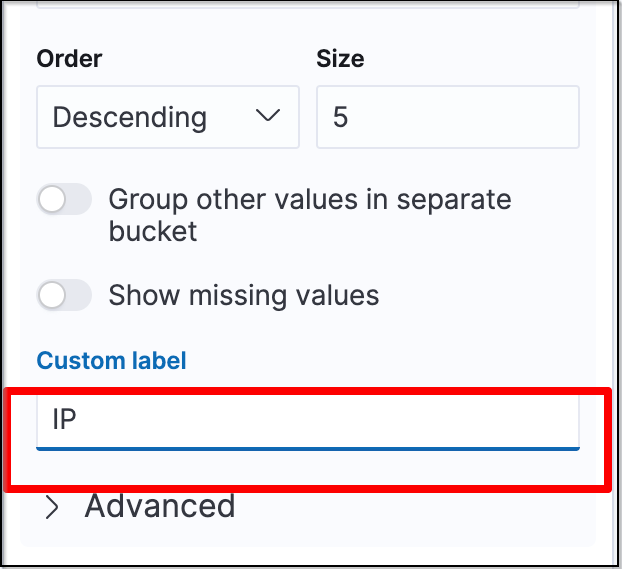 Order
Size
Descending
5
Group other values in separate
bucket
Show missing values
Custom label
IP
Advanced